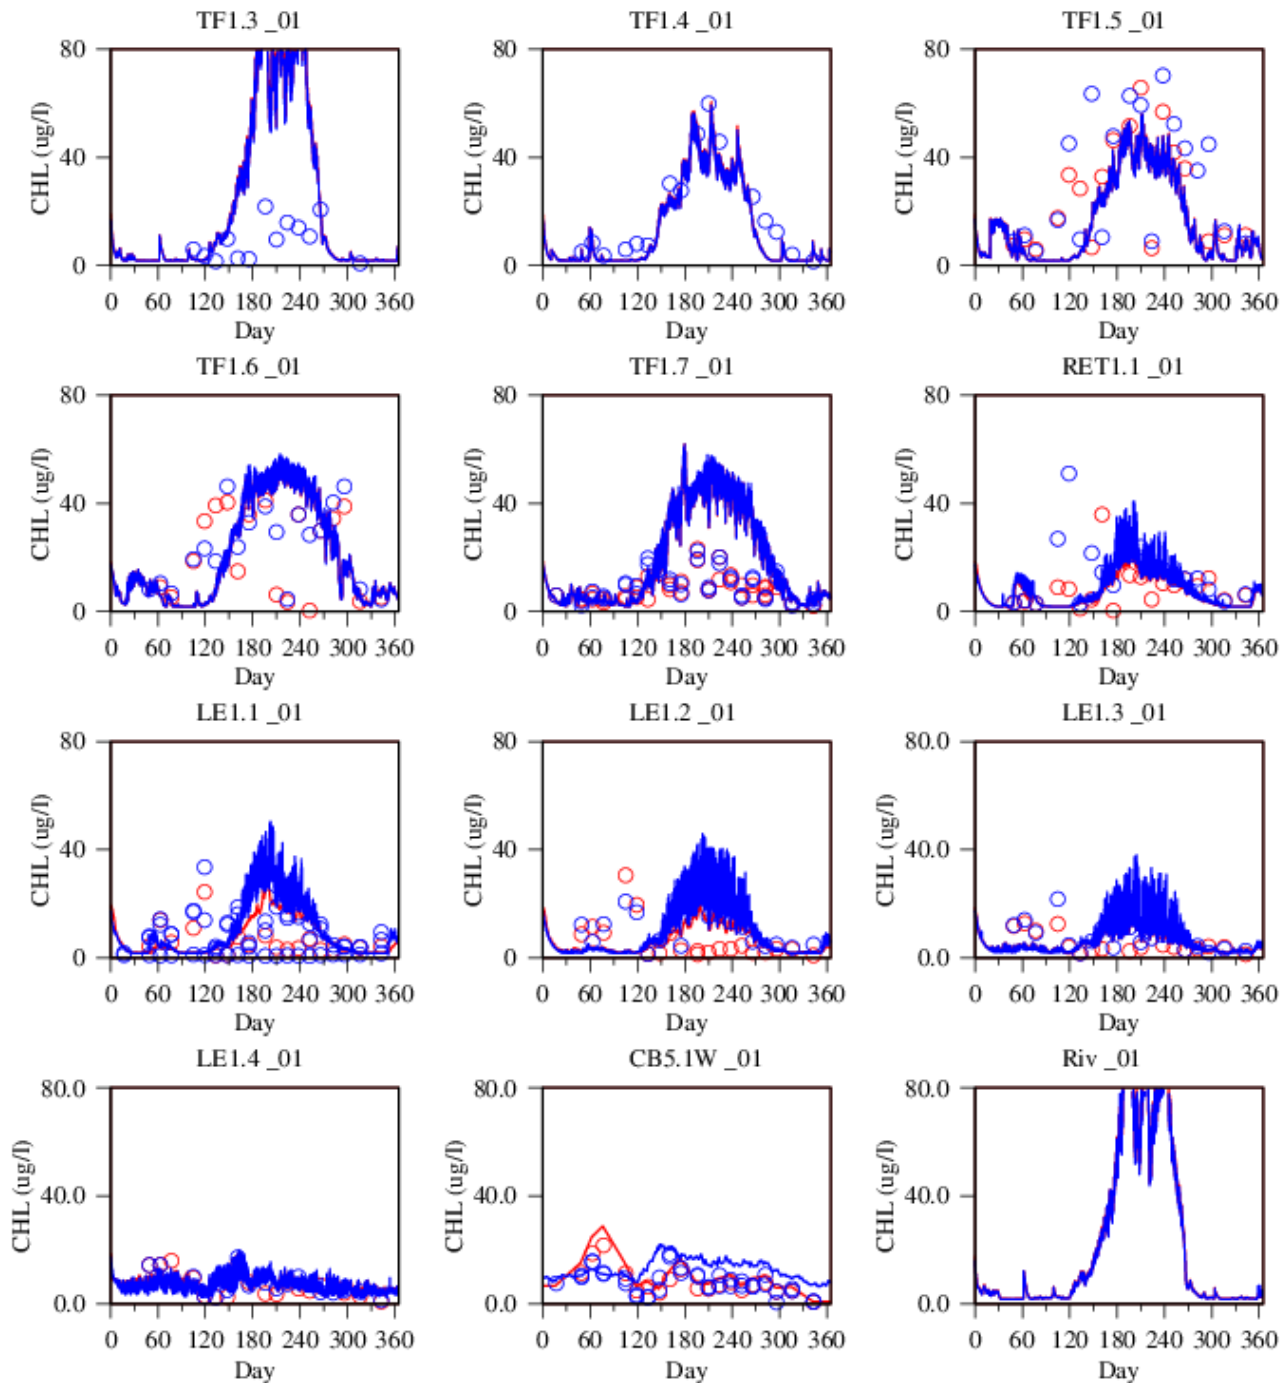 TF1.3 _01 TF1.4 _01 TF1.5 _01
80 80 80
CHL (ug/l) CHL (ug/l) CHL (ug/l)
40 40 40
0 0 0
0 60 120 180 240 300 360 0 60 120 180 240 300 360 0 60 120 180 240 300 360
Day Day Day
TF1.6 _01 TF1.7 _01 RET1.1 _01
80 80 80
CHL (ug/l) CHL (ug/l) CHL (ug/l)
40 40 40
0 0 0
0 60 120 180 240 300 360 0 60 120 180 240 300 360 0 60 120 180 240 300 360
Day Day Day
LE1.1 _01 LE1.2 _01 LE1.3 _01
80 80 80.0
CHL (ug/l) CHL (ug/l) CHL (ug/l)
40 40 40.0
0 0 0.0
0 60 120 180 240 300 360 0 60 120 180 240 300 360 0 60 120 180 240 300 360
Day Day Day
LE1.4 _01 CB5.1W _01 Riv _01
80.0 80.0 80.0
CHL (ug/l) CHL (ug/l) CHL (ug/l)
40.0 40.0 40.0
0.0 0.0 0.0
0 60 120 180 240 300 360 0 60 120 180 240 300 360 0 60 120 180 240 300 360
Day Day Day